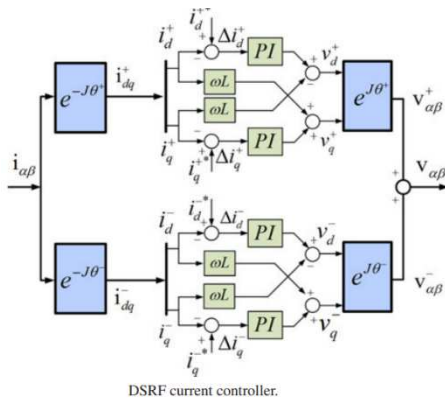 i_d^{+*}
i_d^+ Δi_d^+ PI v_d^+
e^{-Jθ^+} i_{dq}^+ ωL e^{Jθ^+} v_{αβ}^+
ωL
i_q^+ Δi_q^+ PI v_q^+
i_q^{+*}
i_{αβ} v_{αβ}
i_d^{-*}
i_d^- Δi_d^- PI v_d^-
e^{-Jθ^-} i_{dq}^- ωL e^{Jθ^-} v_{αβ}^-
ωL
i_q^- Δi_q^- PI v_q^-
i_q^{-*}
DSRF current controller.